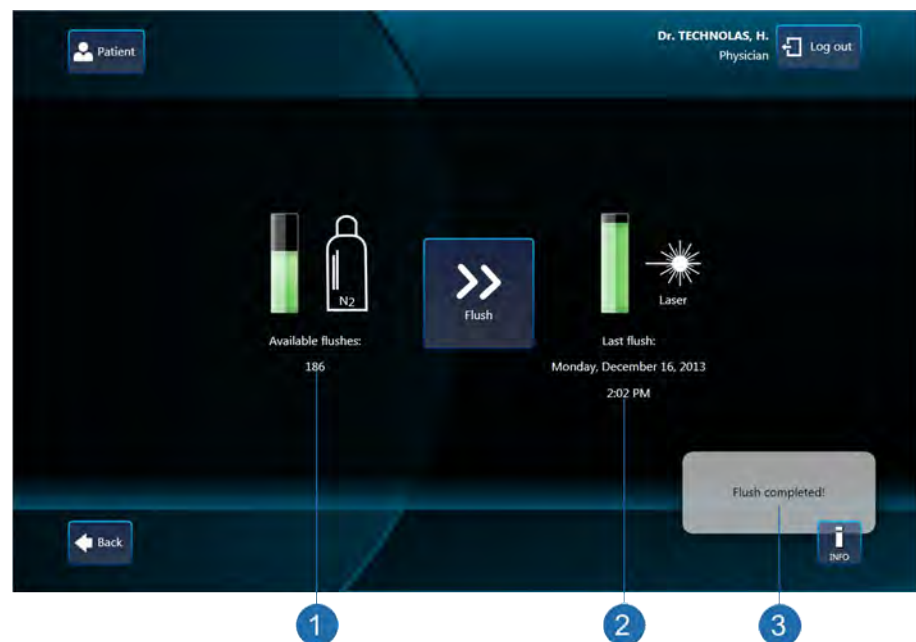 Patient
Dr. TECHNOLAS, H.
Physician
Log out
N2
Flush
Laser
Available flushes:
186
Last flush:
Monday, December 16, 2013
2:02 PM
Flush completed!
Back
INFO
1
2
3